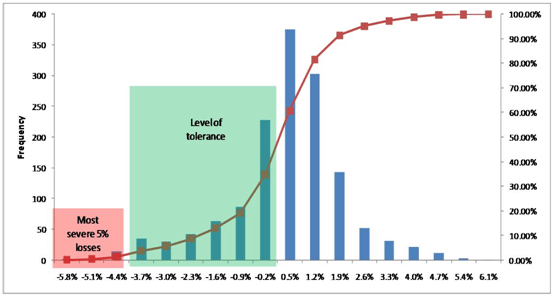 400
350
300
250
200
150
100
50
0
Frequency
100.00%
90.00%
80.00%
70.00%
60.00%
50.00%
40.00%
30.00%
20.00%
10.00%
0.00%
Level of
tolerance
Most
severe 5%
losses
-5.8% -5.1% -4.4% -3.7% -3.0% -2.3% -1.6% -0.9% -0.2% 0.5% 1.2% 1.9% 2.6% 3.3% 4.0% 4.7% 5.4% 6.1%